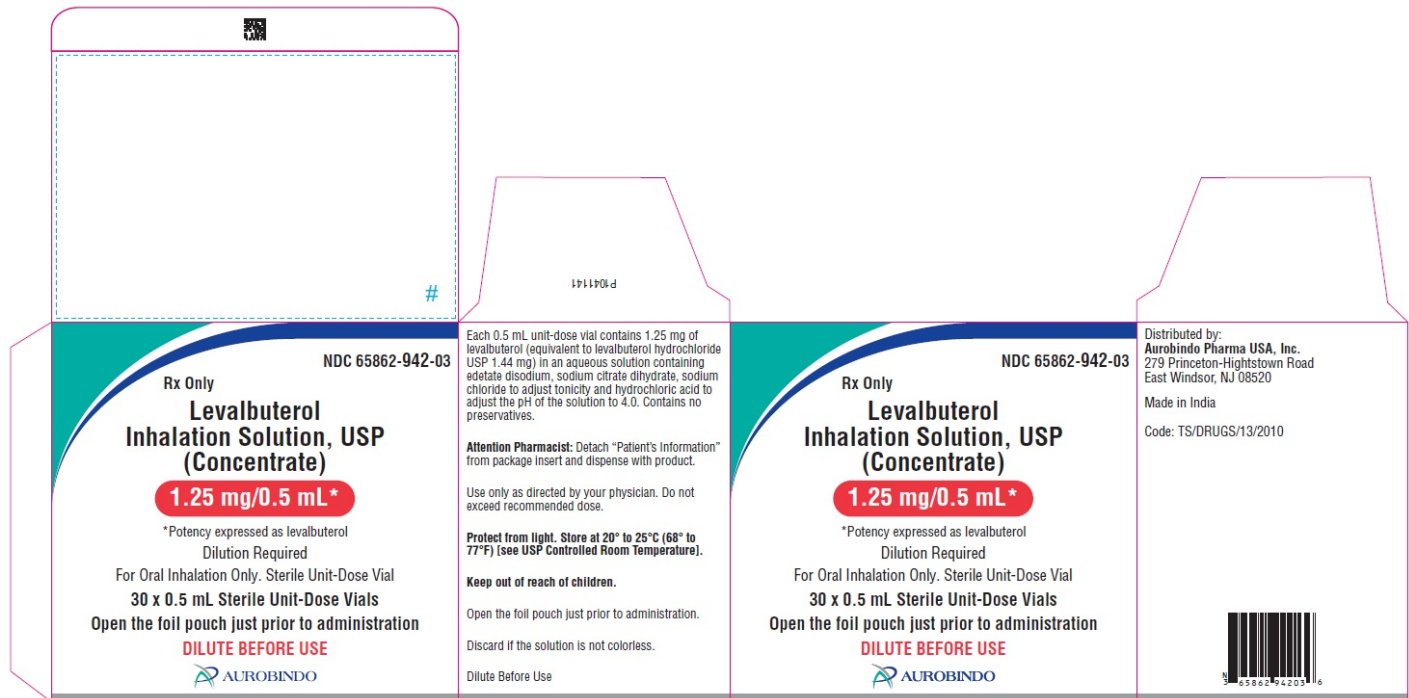 #
P1041141
NDC 65862-942-03
Rx Only
Levalbuterol
Inhalation Solution, USP
(Concentrate)
1.25 mg/0.5 mL*
*Potency expressed as levalbuterol
Dilution Required
For Oral Inhalation Only. Sterile Unit-Dose Vial
30 x 0.5 mL Sterile Unit-Dose Vials
Open the foil pouch just prior to administration
DILUTE BEFORE USE
AUROBINDO
Each 0.5 mL unit-dose vial contains 1.25 mg of
levalbuterol (equivalent to levalbuterol hydrochloride
USP 1.44 mg) in an aqueous solution containing
edetate disodium, sodium citrate dihydrate, sodium
chloride to adjust tonicity and hydrochloric acid to
adjust the pH of the solution to 4.0. Contains no
preservatives.
Attention Pharmacist: Detach “Patient’s Information”
from package insert and dispense with product.
Use only as directed by your physician. Do not
exceed recommended dose.
Protect from light. Store at 20° to 25°C (68° to
77°F) [see USP Controlled Room Temperature].
Keep out of reach of children.
Open the foil pouch just prior to administration.
Discard if the solution is not colorless.
Dilute Before Use
NDC 65862-942-03
Rx Only
Levalbuterol
Inhalation Solution, USP
(Concentrate)
1.25 mg/0.5 mL*
*Potency expressed as levalbuterol
Dilution Required
For Oral Inhalation Only. Sterile Unit-Dose Vial
30 x 0.5 mL Sterile Unit-Dose Vials
Open the foil pouch just prior to administration
DILUTE BEFORE USE
AUROBINDO
Distributed by:
Aurobindo Pharma USA, Inc.
279 Princeton-Hightstown Road
East Windsor, NJ 08520
Made in India
Code: TS/DRUGS/13/2010
N
3 65862 94203 6